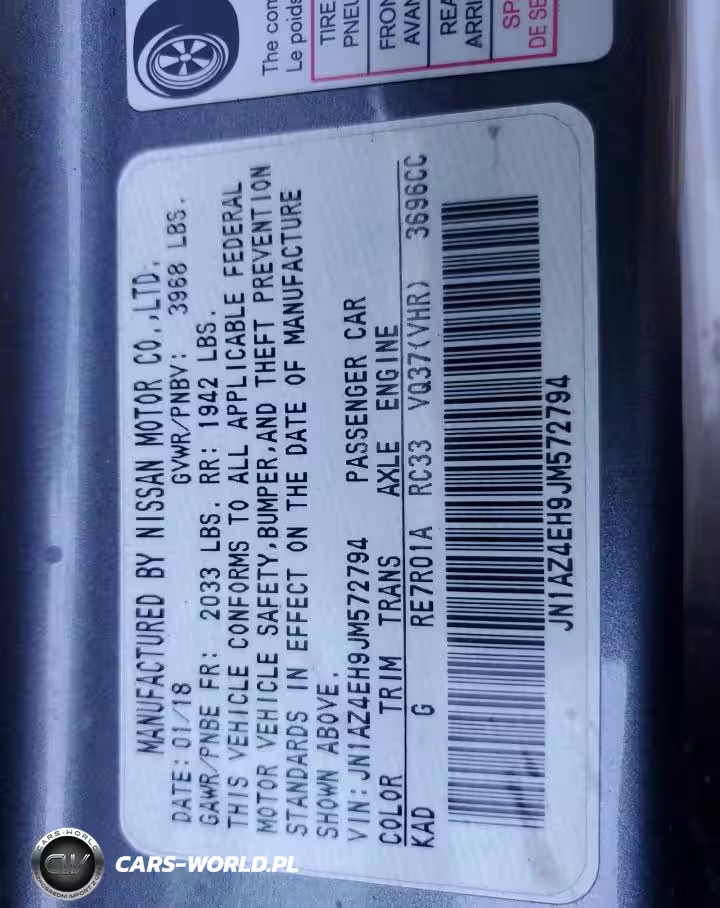 The com
Le poids
TIRE
PNEU
FRON
AVAN
REA
ARRI
SP
DE SE
MANUFACTURED BY NISSAN MOTOR CO.,LTD.
DATE: 01/18 GVWR/PNBV: 3968 LBS.
GAWR/PNBE FR: 2033 LBS. RR: 1942 LBS.
THIS VEHICLE CONFORMS TO ALL APPLICABLE FEDERAL
MOTOR VEHICLE SAFETY,BUMPER,AND THEFT PREVENTION
STANDARDS IN EFFECT ON THE DATE OF MANUFACTURE
SHOWN ABOVE.
VIN: JN1AZ4EH9JM572794 PASSENGER CAR
COLOR TRIM TRANS AXLE ENGINE
KAD G RE7R01A RC33 VQ37(VHR) 3696CC
JN1AZ4EH9JM572794
CARS-WORLD
CW
CARS-WORLD.PL